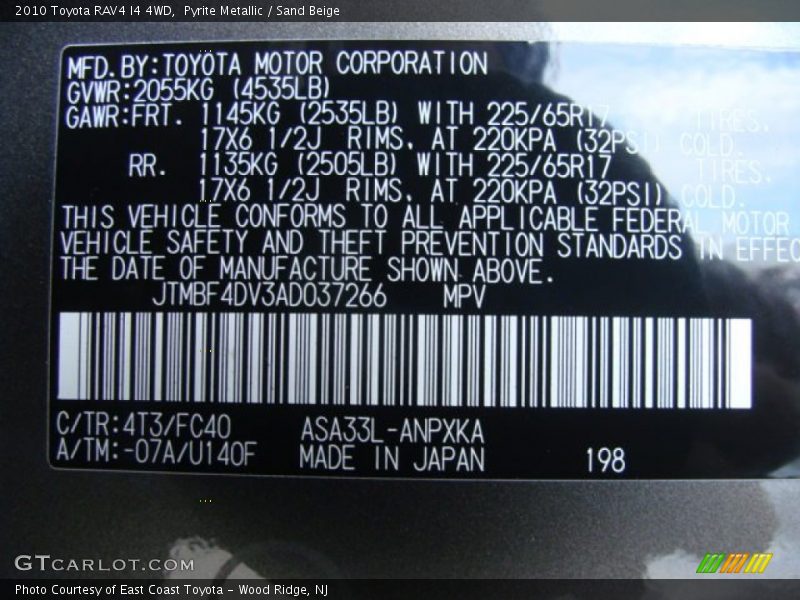 2010 Toyota RAV4 I4 4WD, Pyrite Metallic / Sand Beige
MFD.BY:TOYOTA MOTOR CORPORATION
GVWR:2055KG (4535LB)
GAWR:FRT. 1145KG (2535LB) WITH 225/65R17 TIRES.
17X6 1/2J RIMS, AT 220KPA (32PSI) COLD.
RR. 1135KG (2505LB) WITH 225/65R17 TIRES.
17X6 1/2J RIMS, AT 220KPA (32PSI) COLD.
THIS VEHICLE CONFORMS TO ALL APPLICABLE FEDERAL MOTOR
VEHICLE SAFETY AND THEFT PREVENTION STANDARDS IN EFFEC
THE DATE OF MANUFACTURE SHOWN ABOVE.
JTMBF4DV3AD037266 MPV
C/TR:4T3/FC40 ASA33L-ANPXKA
A/TM:-07A/U140F MADE IN JAPAN 198
GTCARLOT.COM
Photo Courtesy of East Coast Toyota - Wood Ridge, NJ